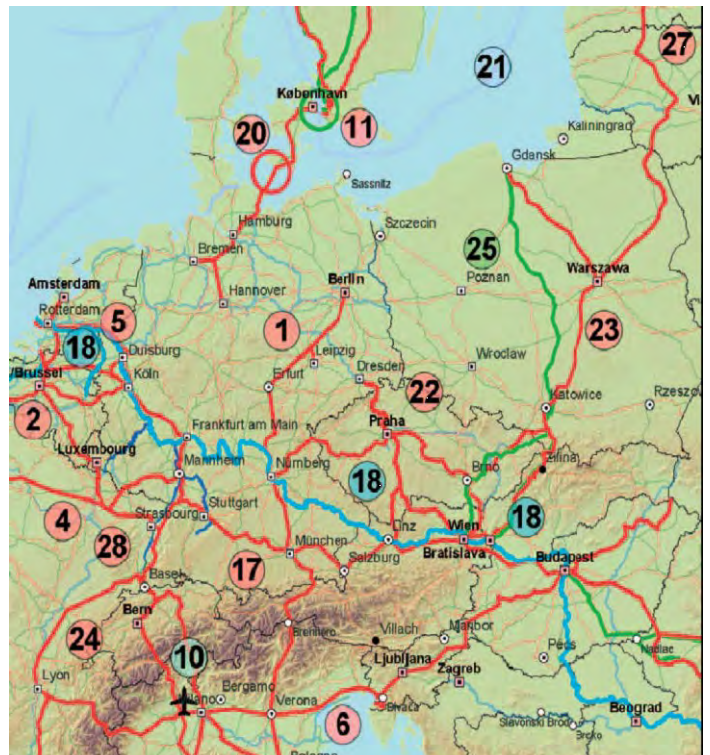 27
21
København
20
11
Kaliningrad
Gdansk
Sassnitz
Hamburg
Szczecin
Bremen
25
Amsterdam
Berlin
Poznan
Warszawa
Rotterdam
Hannover
5
1
23
18
Duisburg
Leipzig
/Brussel
Köln
Erfurt
Dresden
Wroclaw
22
2
Katowice
Rzeszow
Frankfurt am Main
Praha
Luxembourg
Mannheim
Nürnberg
18
Brno
Zilina
4
Stuttgart
Strasbourg
Linz
Wien
18
28
17
München
Bratislava
Salzburg
Budapest
Basel
Bern
24
Brennero
Villach
Maribor
Pécs
Nadlac
10
Ljubljana
Zagreb
Lyon
Bergamo
Verona
6
Slavonski Brod
Beograd